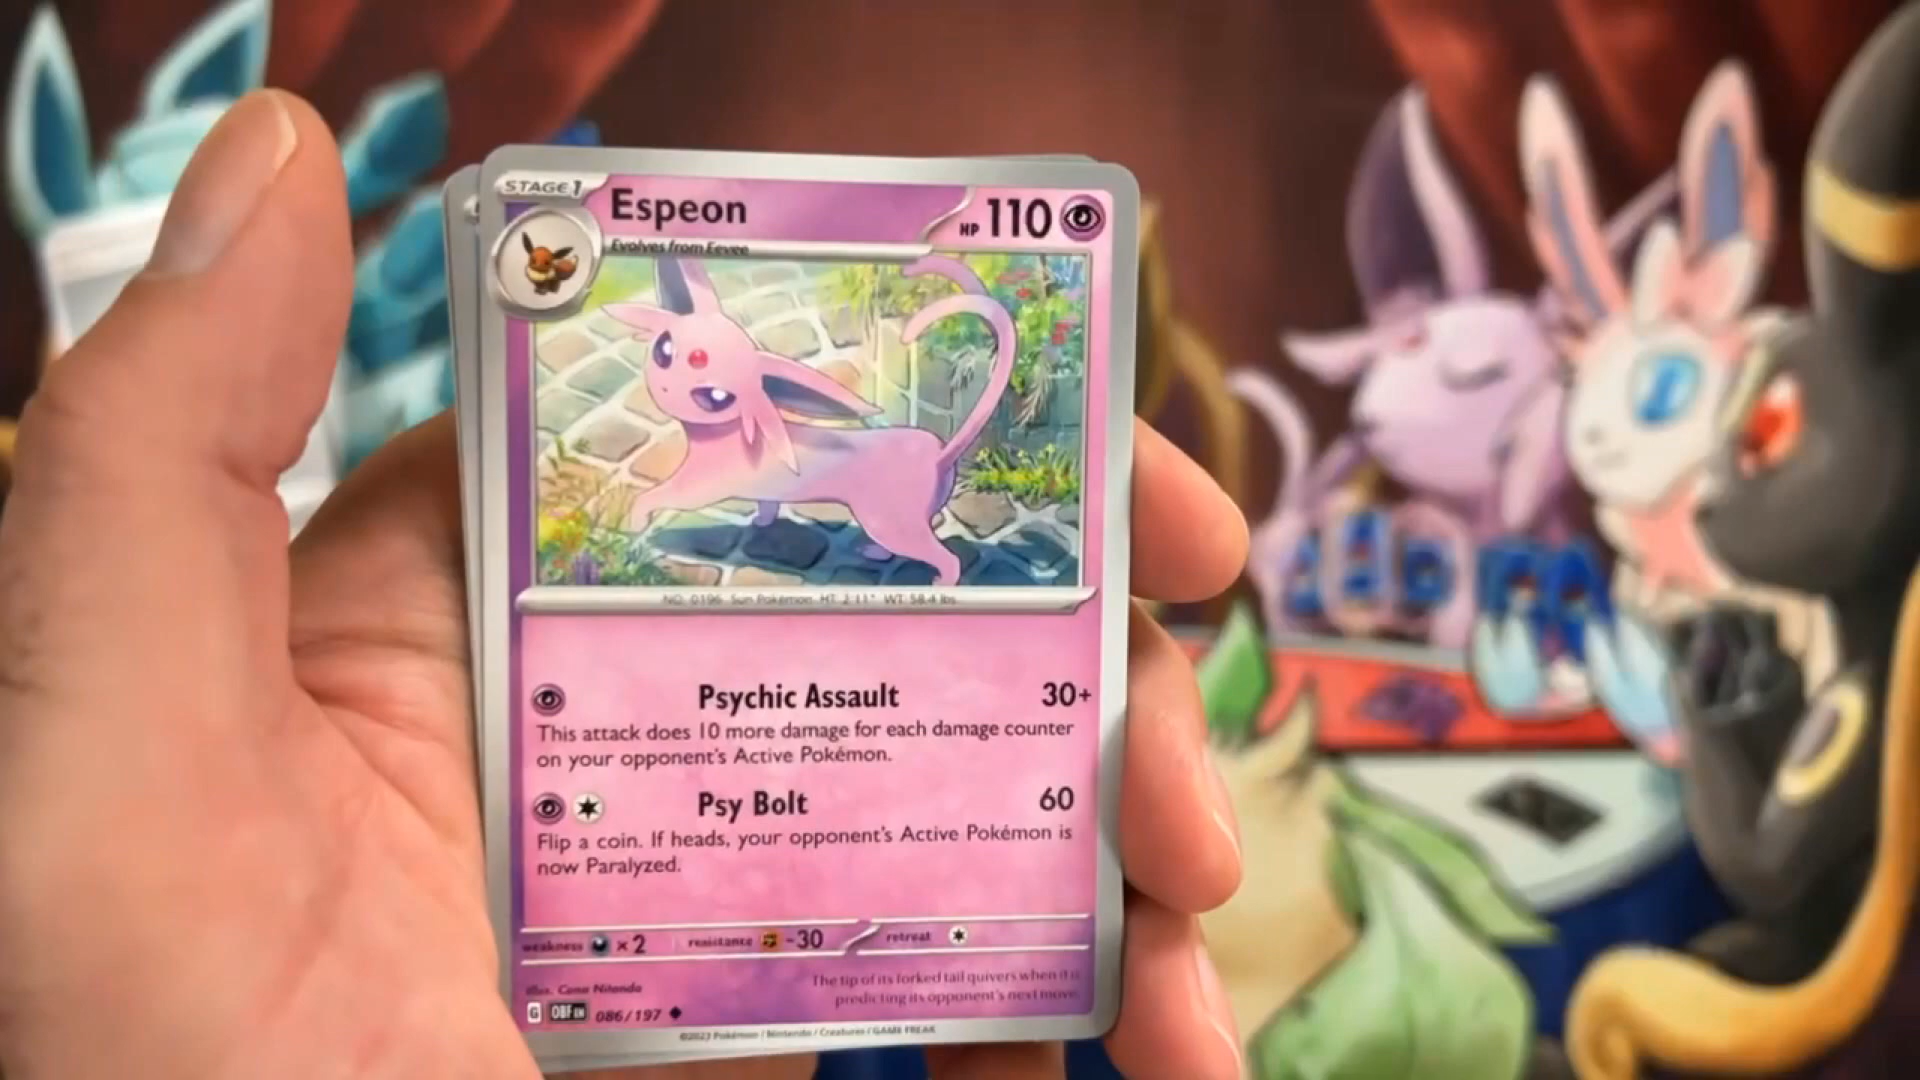 STAGE 1
Espeon
HP 110
Evolves from Eevee
NO. 0196 Sun Pokémon HT: 2'11" WT: 58.4 lbs.
Psychic Assault 30+
This attack does 10 more damage for each damage counter
on your opponent's Active Pokémon.
Psy Bolt 60
Flip a coin. If heads, your opponent's Active Pokémon is
now Paralyzed.
weakness ×2 resistance -30 retreat
Illus. Cona Nitanda
The tip of its forked tail quivers when it is
predicting its opponent's next move.
G OBF EN 086/197
©2023 Pokémon / Nintendo / Creatures / GAME FREAK